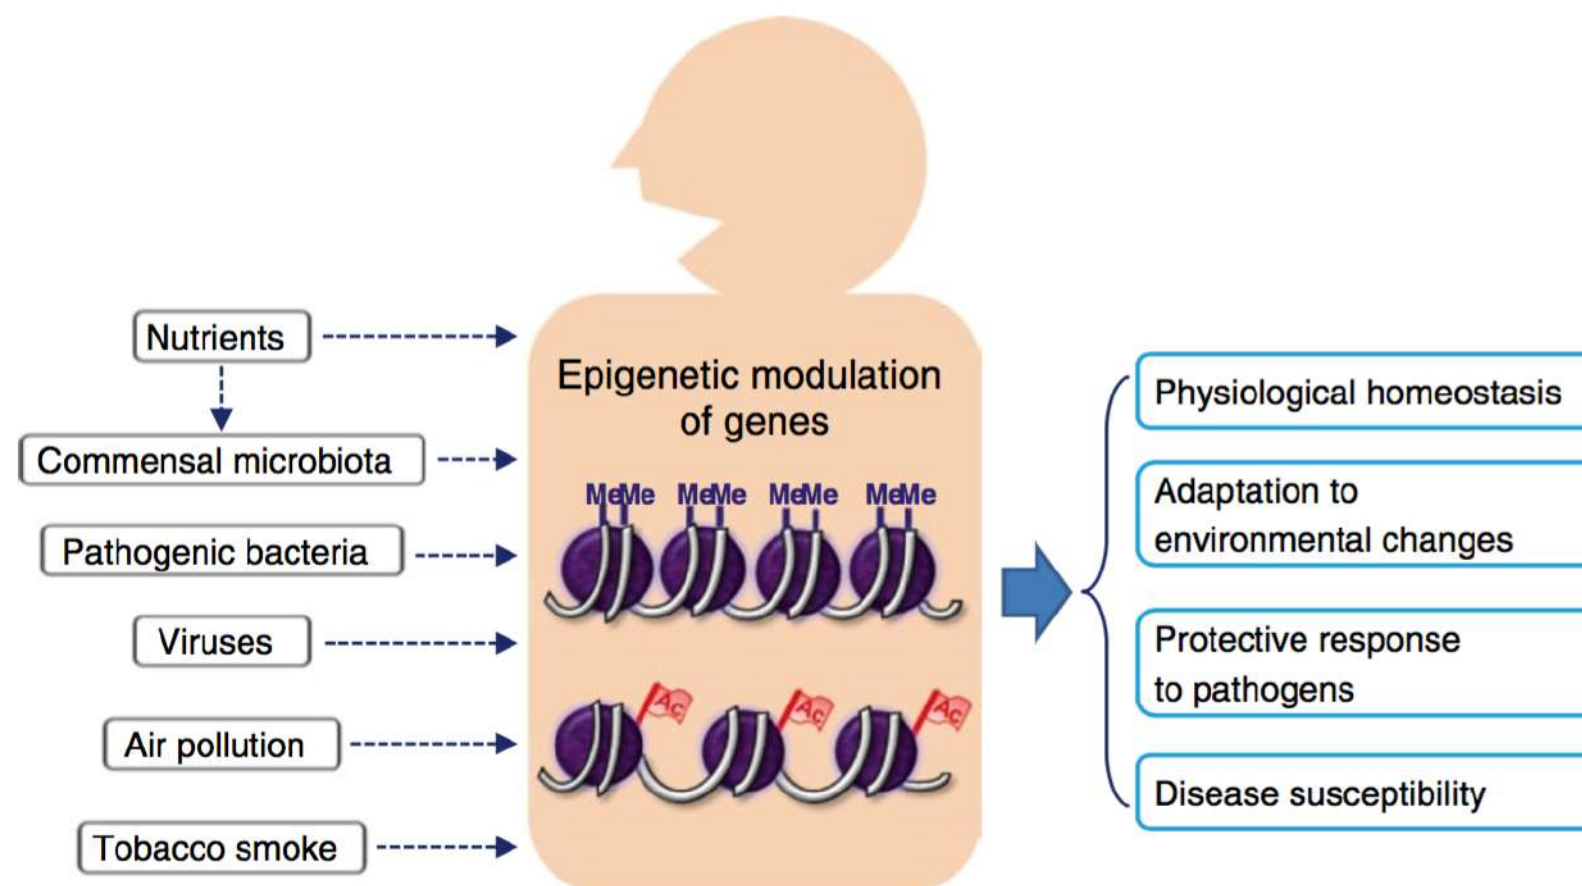 Nutrients
Commensal microbiota
Pathogenic bacteria
Viruses
Air pollution
Tobacco smoke
Epigenetic modulation
of genes
MeMe MeMe MeMe MeMe
Ac Ac Ac
Physiological homeostasis
Adaptation to
environmental changes
Protective response
to pathogens
Disease susceptibility